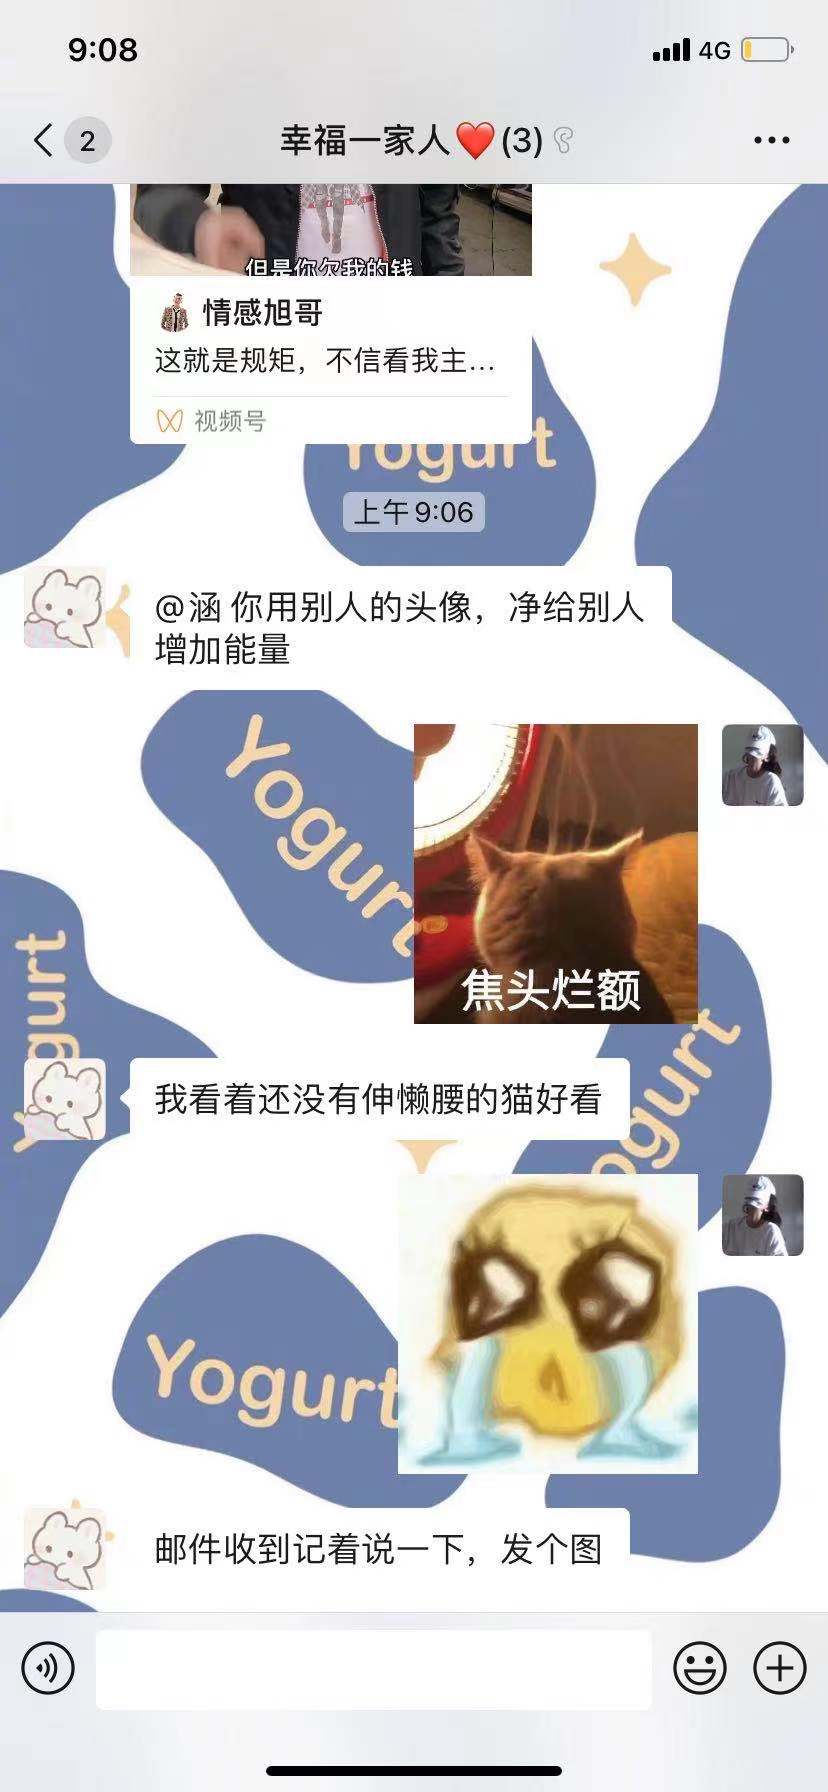 9:08
4G
2
幸福一家人❤️(3)
但是你欠我的钱
情感旭哥
这就是规矩，不信看我主...
视频号
Yogurt
上午9:06
@涵 你用别人的头像，净给别人
增加能量
Yogurt
焦头烂额
Yogurt
我看着还没有伸懒腰的猫好看
Yogurt
Yogurt
邮件收到记着说一下，发个图